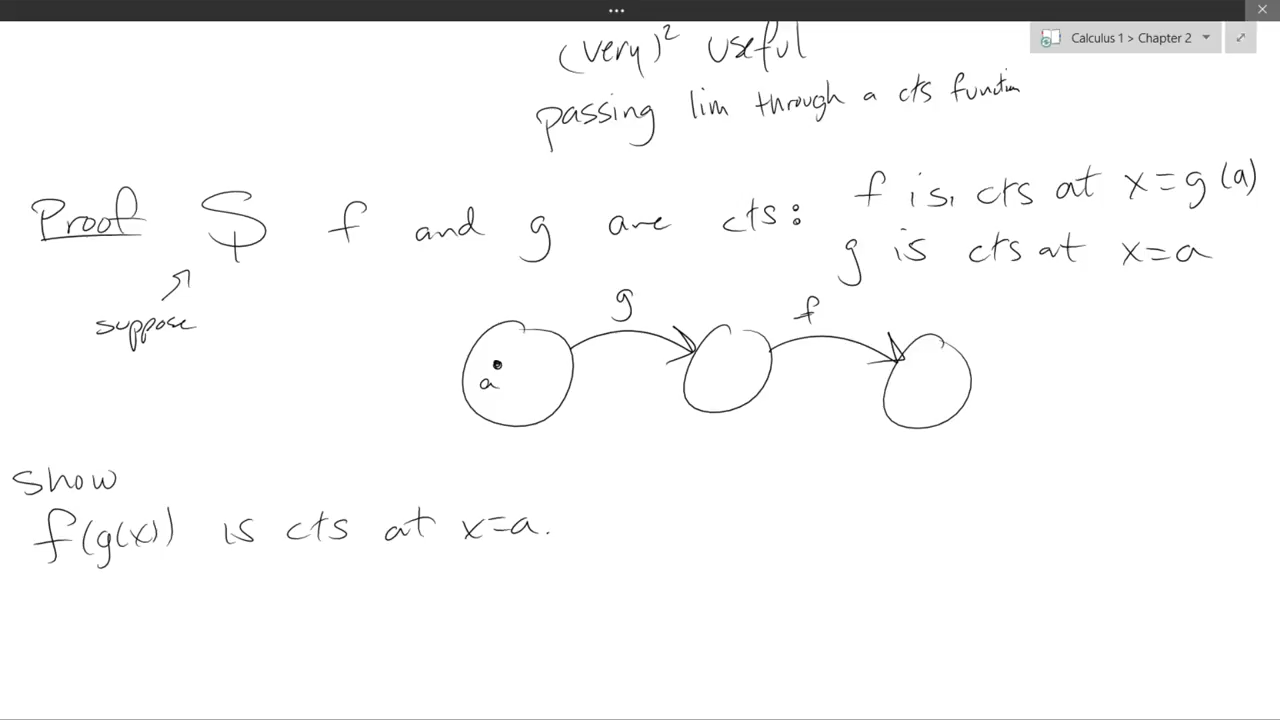 ...
Calculus 1 > Chapter 2
(very)² useful
passing lim through a cts function
Proof $ f and g are cts: f is cts at x=g(a)
g is cts at x=a
suppose
g
f
a
show
f(g(x)) is cts at x=a.